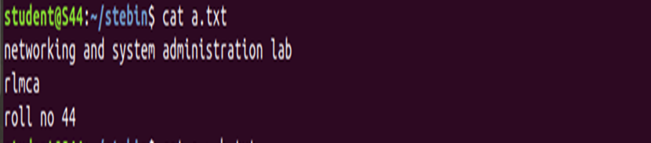 student@S44:~/stebin$ cat a.txt
networking and system administration lab
rlmca
roll no 44